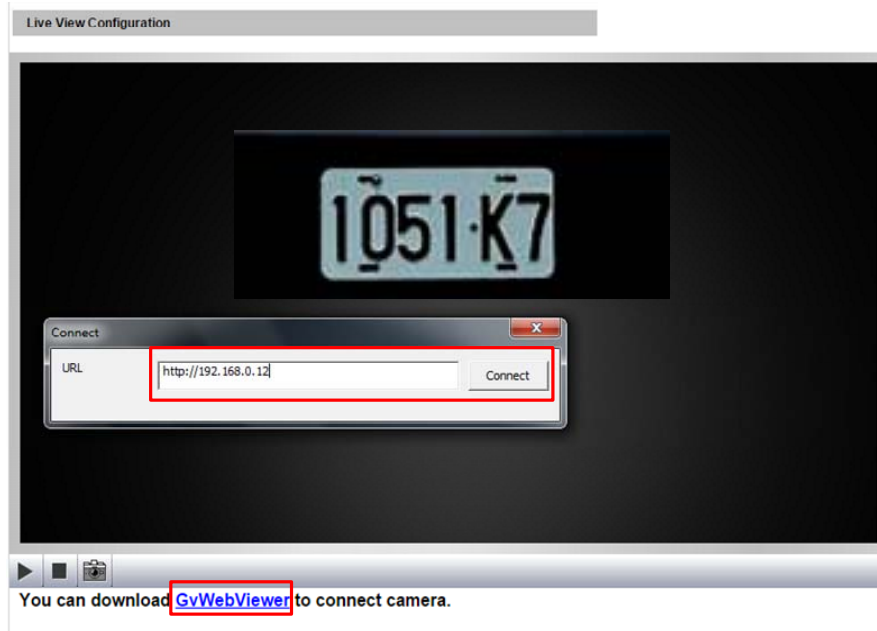 Live View Configuration
1051·K7
Connect
URL
http://192.168.0.12
Connect
You can download GvWebViewer to connect camera.